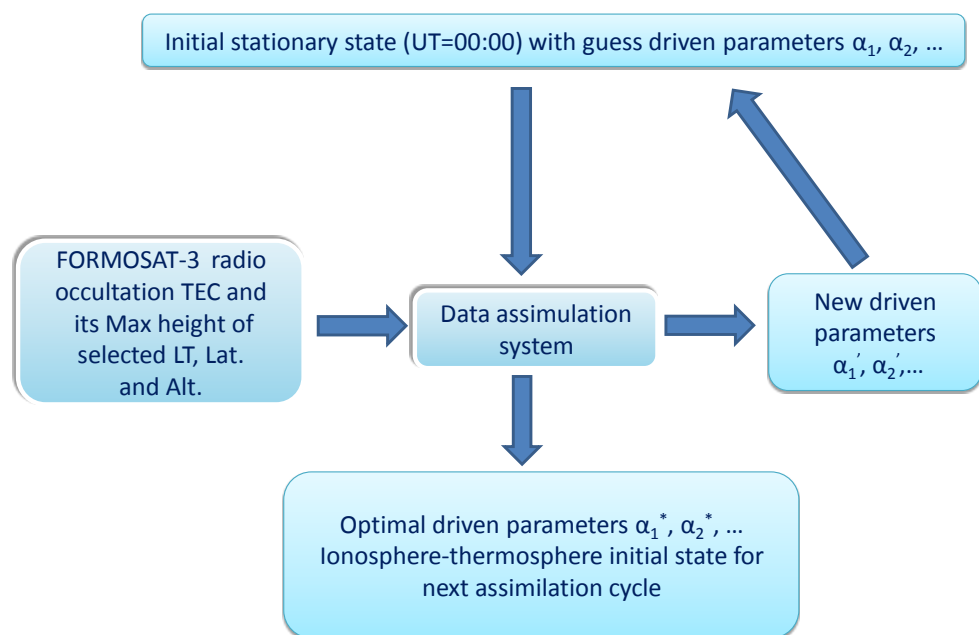 Initial stationary state (UT=00:00) with guess driven parameters α₁, α₂, …
FORMOSAT-3 radio
occultation TEC and
its Max height of
selected LT, Lat.
and Alt.
Data assimulation
system
New driven
parameters
α₁′, α₂′,…
Optimal driven parameters α₁*, α₂*, …
Ionosphere-thermosphere initial state for
next assimilation cycle